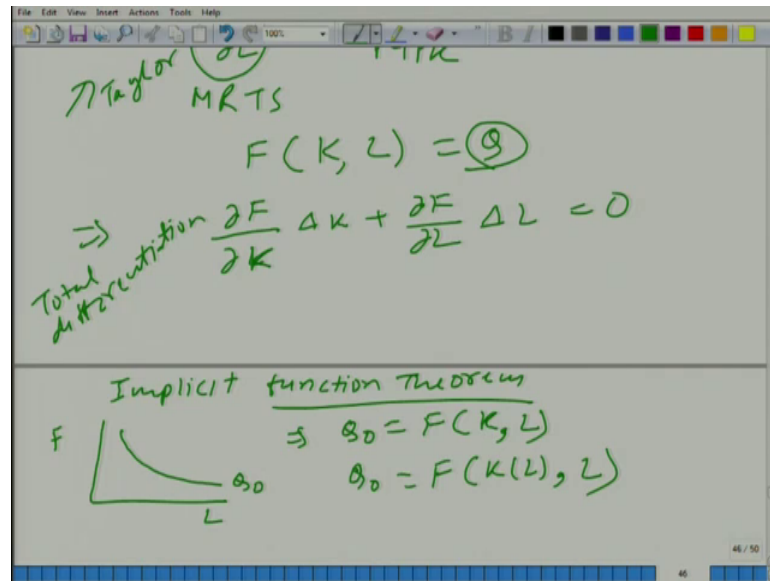 File Edit View Insert Actions Tools Help
100%
Taylor ∂L
MRTS
F(K, L) = Q
⇒ ∂F/∂K ΔK + ∂F/∂L ΔL = 0
Total differentiation
Implicit function Theorem
⇒ Q0 = F(K, L)
Q0 = F(K(L), L)
F
Q0
L
46 / 50
46